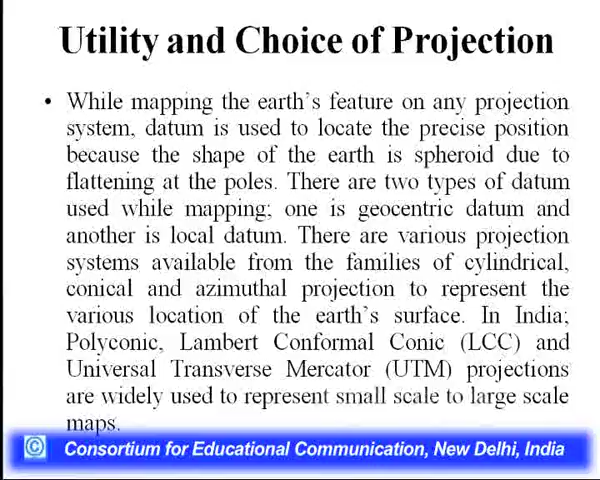 Utility and Choice of Projection
• While mapping the earth's feature on any projection
system, datum is used to locate the precise position
because the shape of the earth is spheroid due to
flattening at the poles. There are two types of datum
used while mapping; one is geocentric datum and
another is local datum. There are various projection
systems available from the families of cylindrical,
conical and azimuthal projection to represent the
various location of the earth's surface. In India;
Polyconic, Lambert Conformal Conic (LCC) and
Universal Transverse Mercator (UTM) projections
are widely used to represent small scale to large scale
maps.
© Consortium for Educational Communication, New Delhi, India